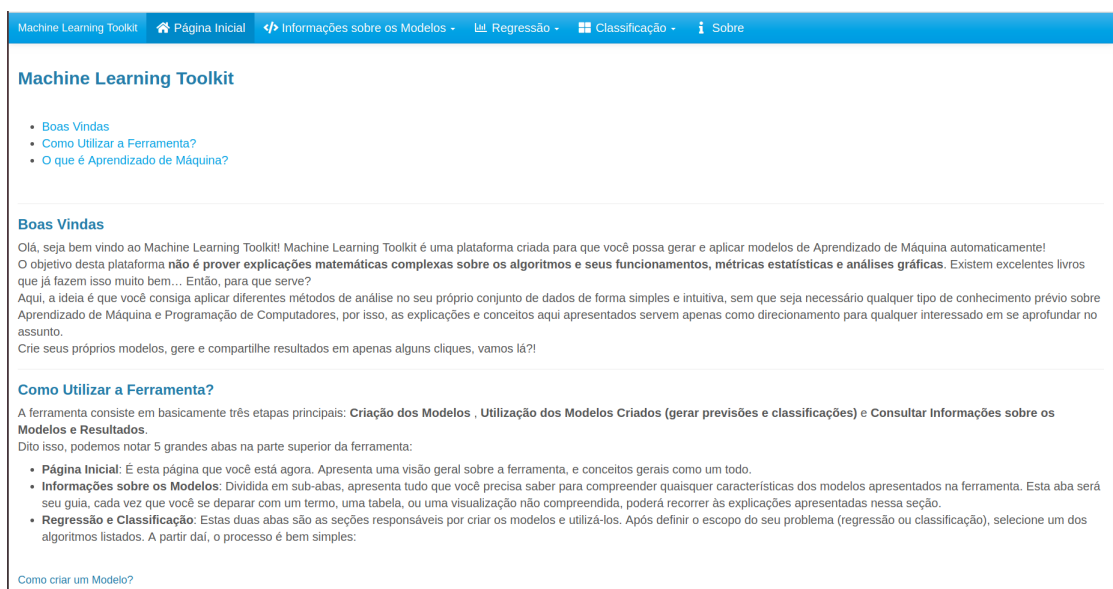 Machine Learning Toolkit Página Inicial Informações sobre os Modelos Regressão Classificação Sobre
Machine Learning Toolkit
Boas Vindas
Como Utilizar a Ferramenta?
O que é Aprendizado de Máquina?
Boas Vindas
Olá, seja bem vindo ao Machine Learning Toolkit! Machine Learning Toolkit é uma plataforma criada para que você possa gerar e aplicar modelos de Aprendizado de Máquina automaticamente!
O objetivo desta plataforma não é prover explicações matemáticas complexas sobre os algoritmos e seus funcionamentos, métricas estatísticas e análises gráficas. Existem excelentes livros
que já fazem isso muito bem… Então, para que serve?
Aqui, a ideia é que você consiga aplicar diferentes métodos de análise no seu próprio conjunto de dados de forma simples e intuitiva, sem que seja necessário qualquer tipo de conhecimento prévio sobre
Aprendizado de Máquina e Programação de Computadores, por isso, as explicações e conceitos aqui apresentados servem apenas como direcionamento para qualquer interessado em se aprofundar no
assunto.
Crie seus próprios modelos, gere e compartilhe resultados em apenas alguns cliques, vamos lá?!
Como Utilizar a Ferramenta?
A ferramenta consiste em basicamente três etapas principais: Criação dos Modelos , Utilização dos Modelos Criados (gerar previsões e classificações) e Consultar Informações sobre os
Modelos e Resultados.
Dito isso, podemos notar 5 grandes abas na parte superior da ferramenta:
Página Inicial: É esta página que você está agora. Apresenta uma visão geral sobre a ferramenta, e conceitos gerais como um todo.
Informações sobre os Modelos: Dividida em sub-abas, apresenta tudo que você precisa saber para compreender quaisquer características dos modelos apresentados na ferramenta. Esta aba será
seu guia, cada vez que você se deparar com um termo, uma tabela, ou uma visualização não compreendida, poderá recorrer às explicações apresentadas nessa seção.
Regressão e Classificação: Estas duas abas são as seções responsáveis por criar os modelos e utilizá-los. Após definir o escopo do seu problema (regressão ou classificação), selecione um dos
algoritmos listados. A partir daí, o processo é bem simples:
Como criar um Modelo?